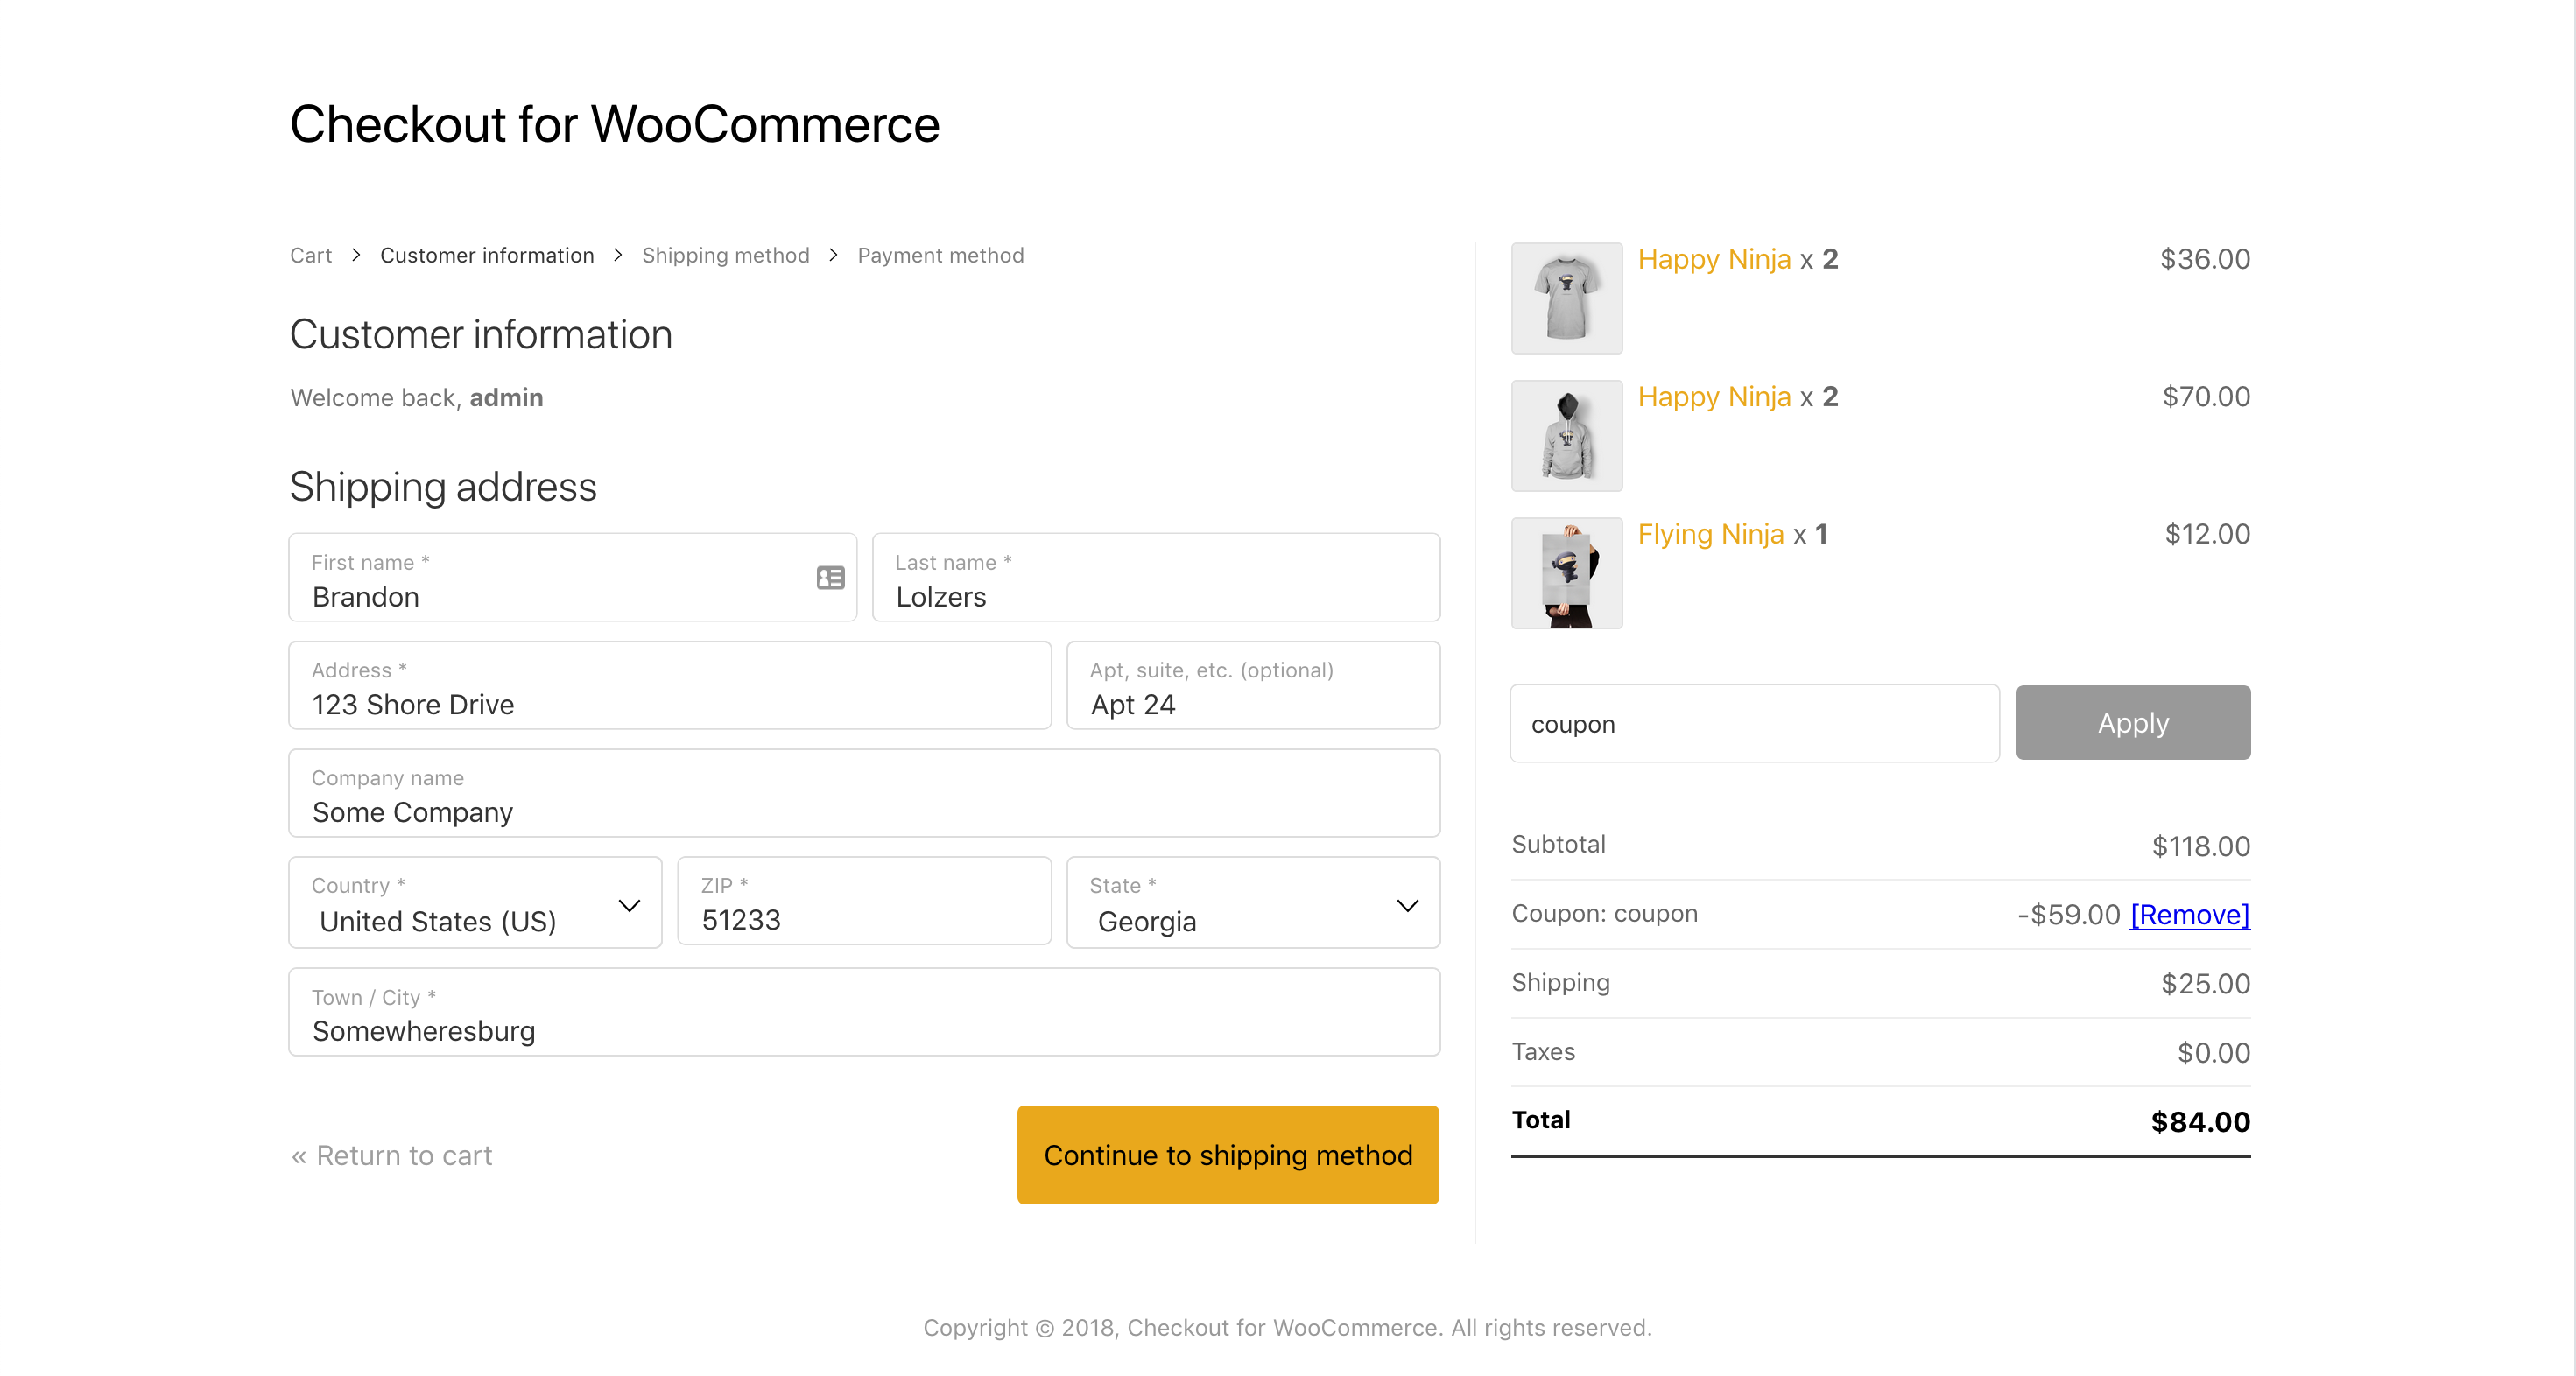 Checkout for WooCommerce
Cart > Customer information > Shipping method > Payment method
Customer information
Welcome back, admin
Shipping address
First name *
Brandon
Last name *
Lolzers
Address *
123 Shore Drive
Apt, suite, etc. (optional)
Apt 24
Company name
Some Company
Country *
United States (US)
ZIP *
51233
State *
Georgia
Town / City *
Somewheresburg
« Return to cart
Continue to shipping method
Happy Ninja x 2 $36.00
Happy Ninja x 2 $70.00
Flying Ninja x 1 $12.00
coupon
Apply
Subtotal $118.00
Coupon: coupon -$59.00 [Remove]
Shipping $25.00
Taxes $0.00
Total $84.00
Copyright © 2018, Checkout for WooCommerce. All rights reserved.